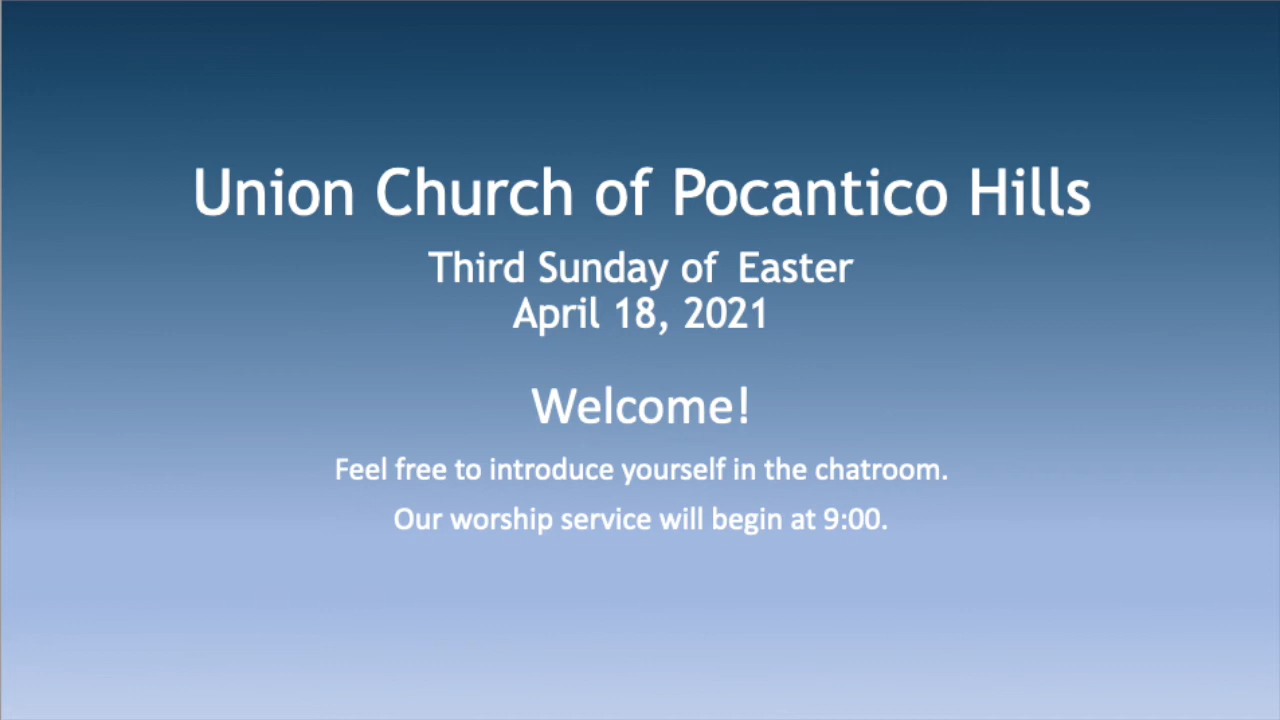 Union Church of Pocantico Hills
Third Sunday of Easter
April 18, 2021
Welcome!
Feel free to introduce yourself in the chatroom.
Our worship service will begin at 9:00.